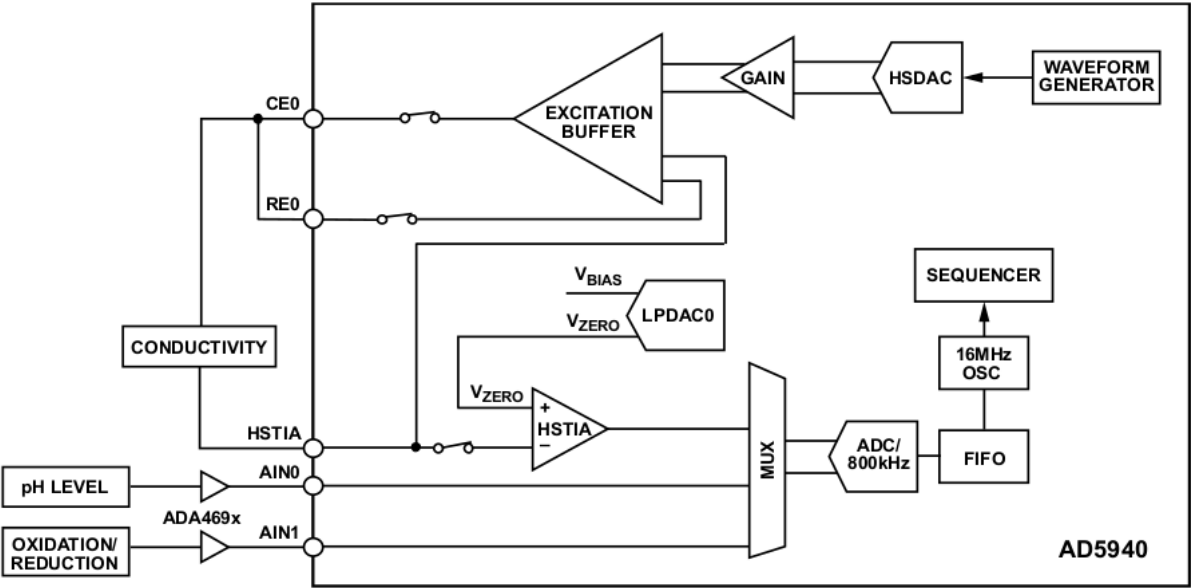 CE0
EXCITATION
BUFFER
GAIN
HSDAC
WAVEFORM
GENERATOR
RE0
VBIAS
VZERO
LPDAC0
SEQUENCER
CONDUCTIVITY
16MHz
OSC
VZERO
+
HSTIA
–
HSTIA
MUX
ADC/
800kHz
FIFO
pH LEVEL
AIN0
ADA469x
OXIDATION/
REDUCTION
AIN1
AD5940